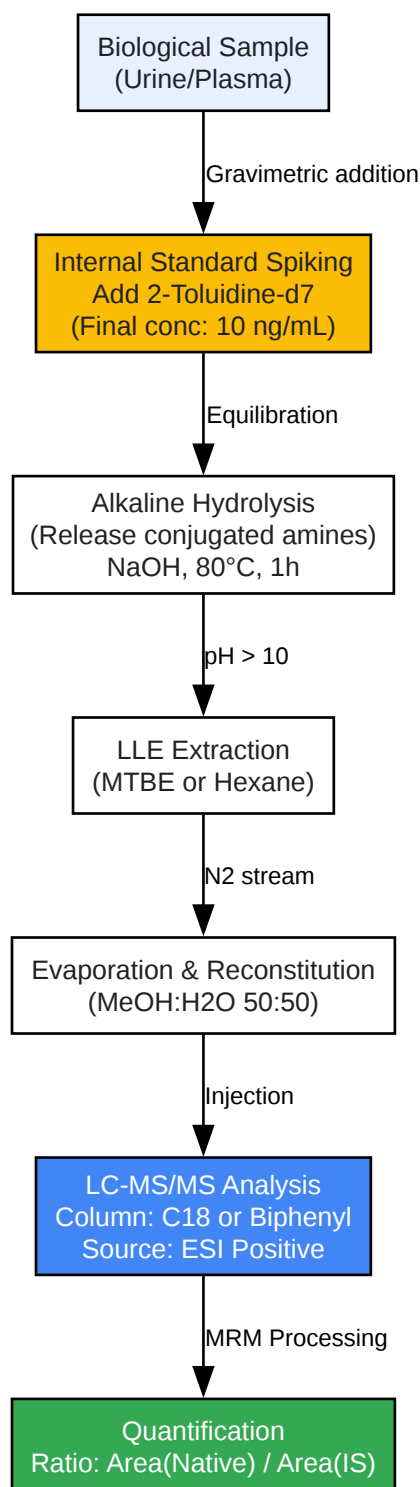 Biological Sample
(Urine/Plasma)
Gravimetric addition
Internal Standard Spiking
Add 2-Toluidine-d7
(Final conc: 10 ng/mL)
Equilibration
Alkaline Hydrolysis
(Release conjugated amines)
NaOH, 80°C, 1h
pH > 10
LLE Extraction
(MTBE or Hexane)
N2 stream
Evaporation & Reconstitution
(MeOH:H2O 50:50)
Injection
LC-MS/MS Analysis
Column: C18 or Biphenyl
Source: ESI Positive
MRM Processing
Quantification
Ratio: Area(Native) / Area(IS)